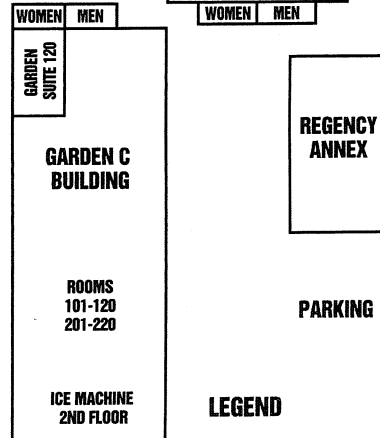 WOMEN MEN
WOMEN MEN
GARDEN
SUITE 120
REGENCY
ANNEX
GARDEN C
BUILDING
ROOMS
101-120
201-220
PARKING
ICE MACHINE
2ND FLOOR
LEGEND